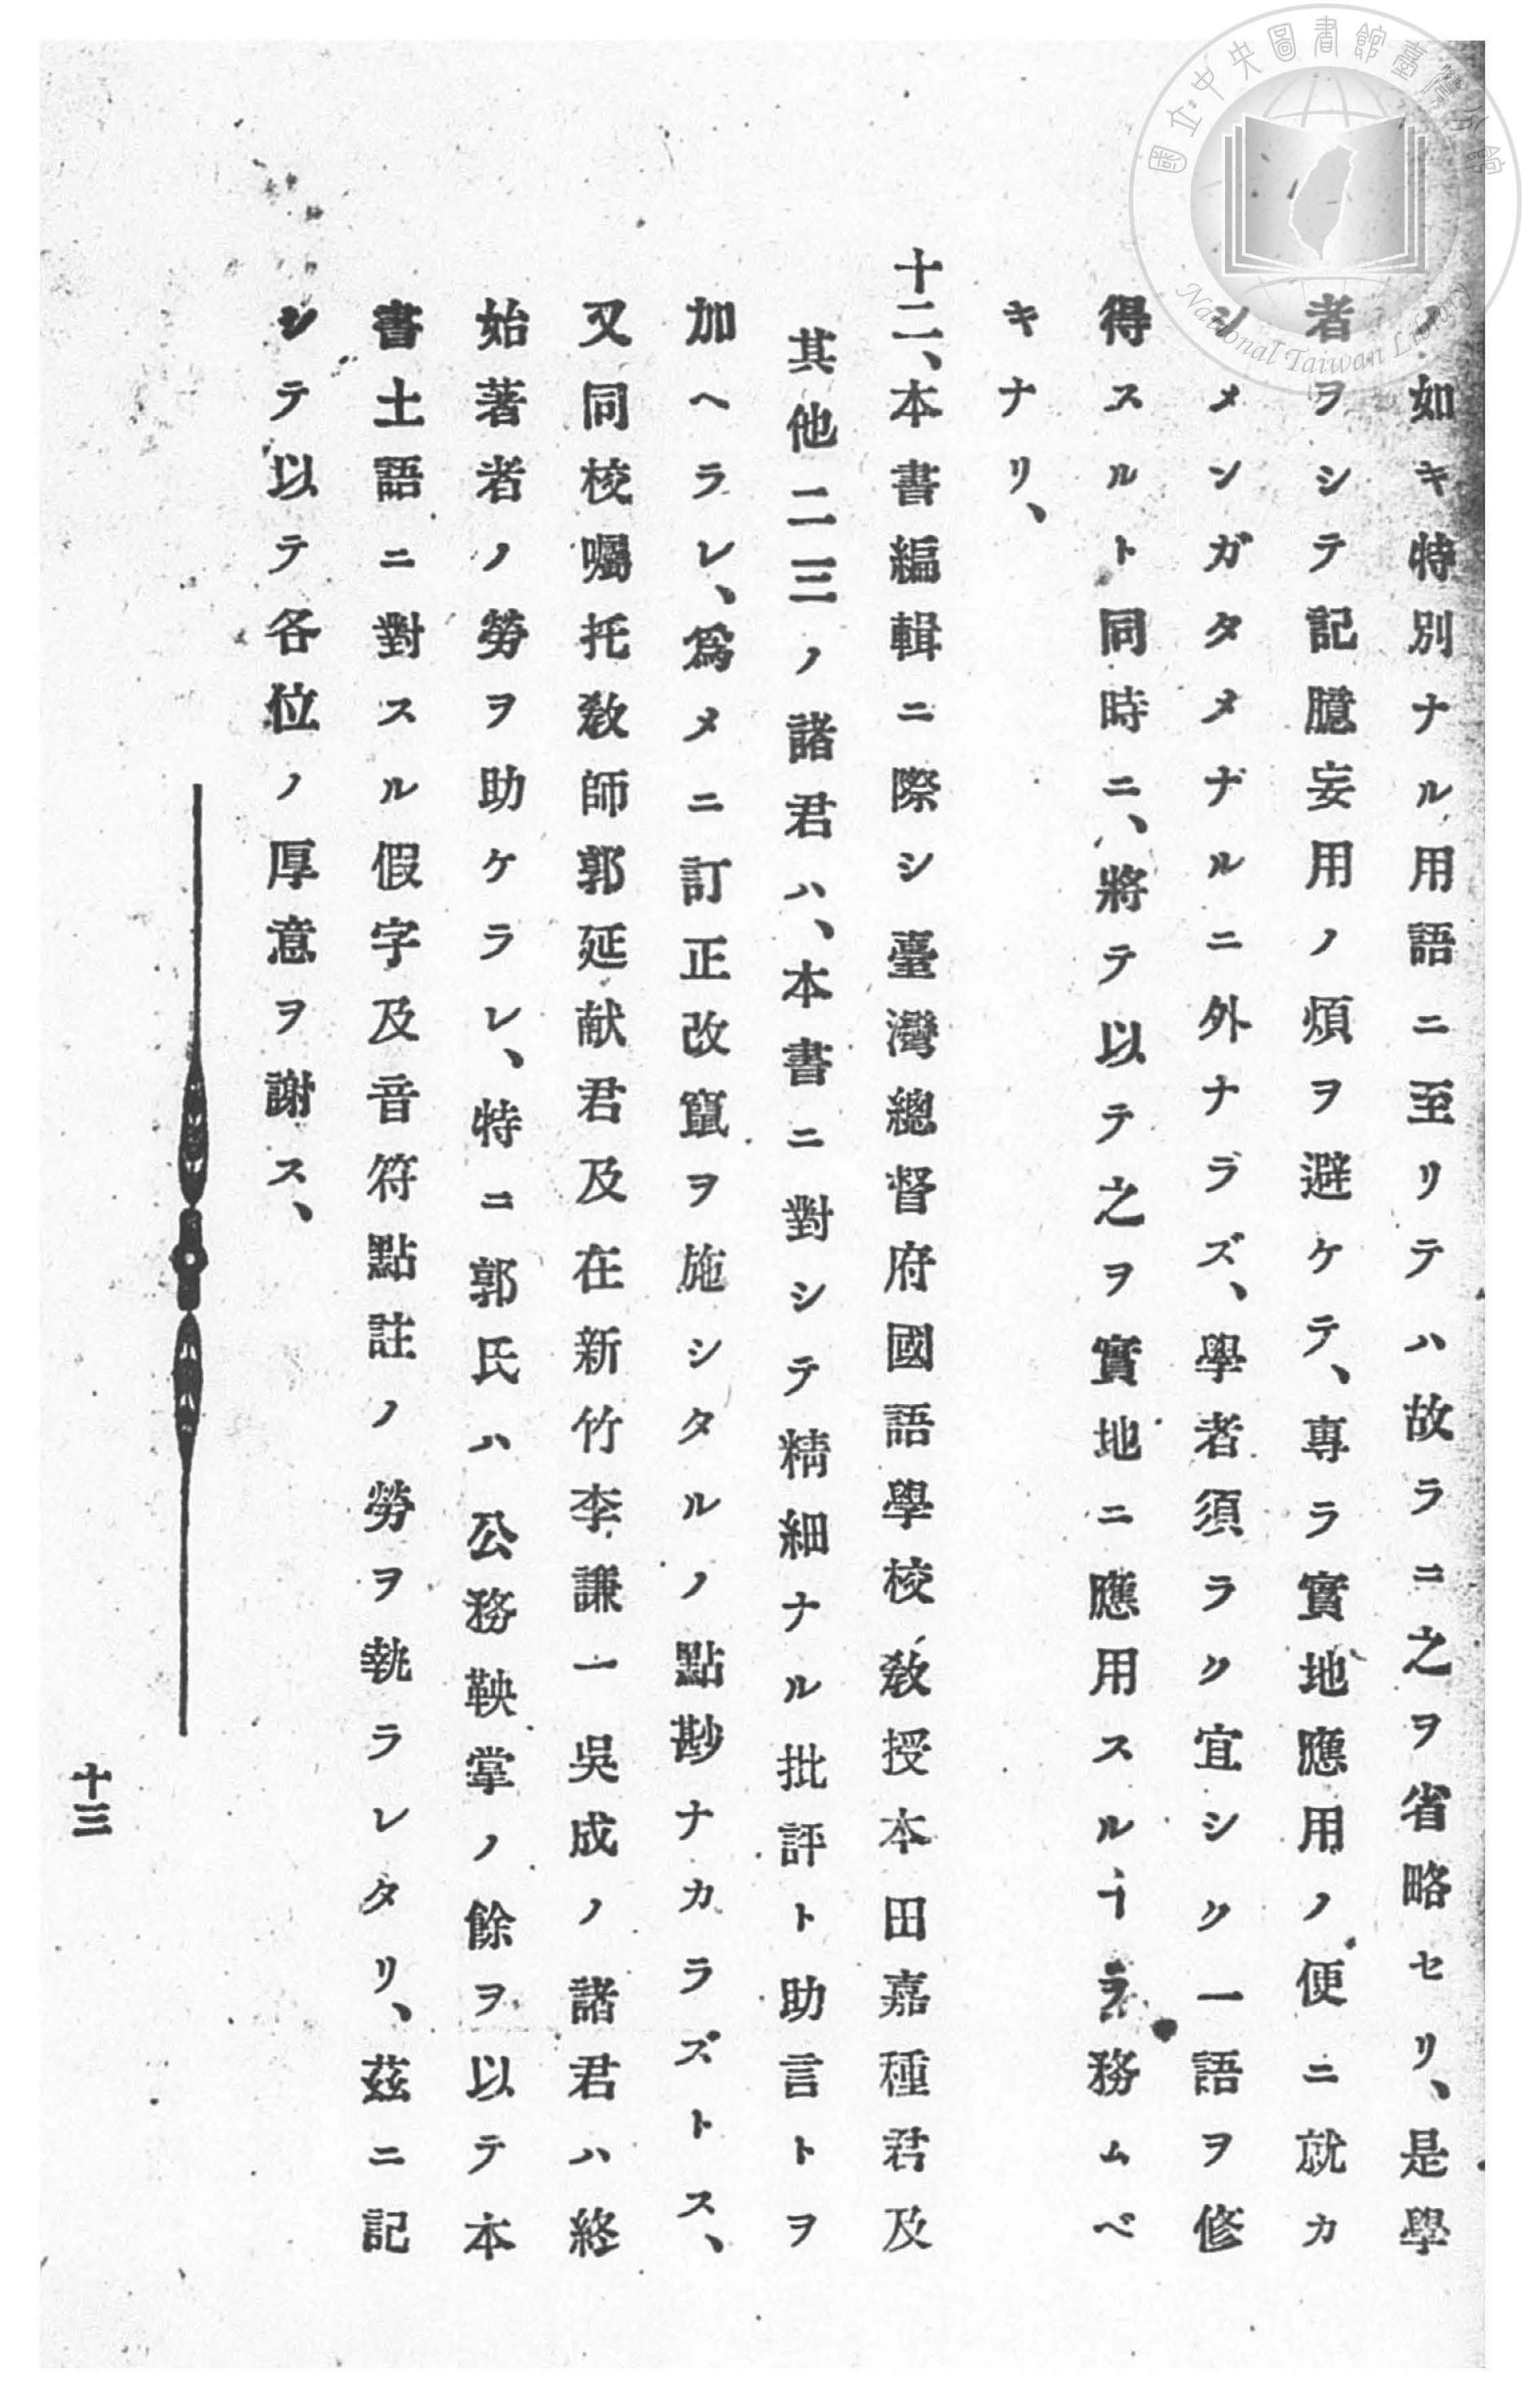 如キ特別ナル用語ニ至リテハ故ラニ之ヲ省略セリ、是學
者ヲシテ記臆妄用ノ煩ヲ避ケテ、專ラ實地應用ノ便ニ就カ
シメンガタメナルニ外ナラズ、學者須ラク宜シク一語ヲ修
得スルト同時ニ、將テ以テ之ヲ實地ニ應用スルヿヲ務ムベ
キナリ、
十二、本書編輯ニ際シ臺灣總督府國語學校敎授本田嘉種君及
其他二三ノ諸君ハ、本書ニ對シテ精細ナル批評ト助言トヲ
加ヘラレ、爲メニ訂正改竄ヲ施シタルノ點尠ナカラズトス、
又同校囑托敎師郭延献君及在新竹李謙一吳成ノ諸君ハ終
始著者ノ勞ヲ助ケラレ、特ニ郭氏ハ公務鞅掌ノ餘ヲ以テ本
書土語ニ對スル假字及音符點註ノ勞ヲ執ラレタリ、茲ニ記
シテ以テ各位ノ厚意ヲ謝ス、
十三
國立中央圖書館臺灣分館
National Taiwan Library